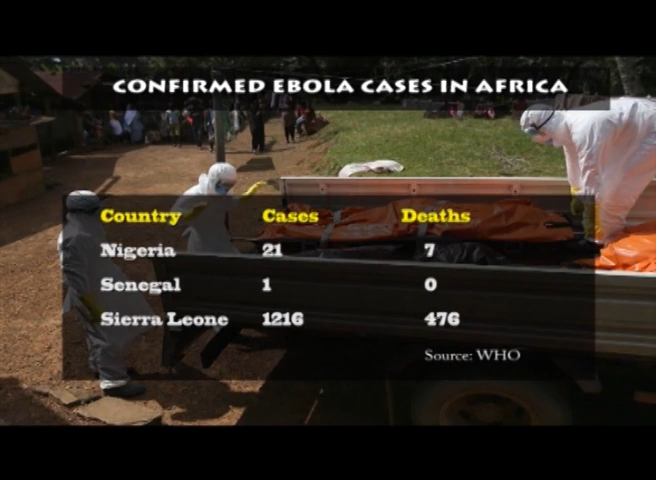 CONFIRMED EBOLA CASES IN AFRICA
Country Cases Deaths
Nigeria 21 7
Senegal 1 0
Sierra Leone 1216 476
Source: WHO